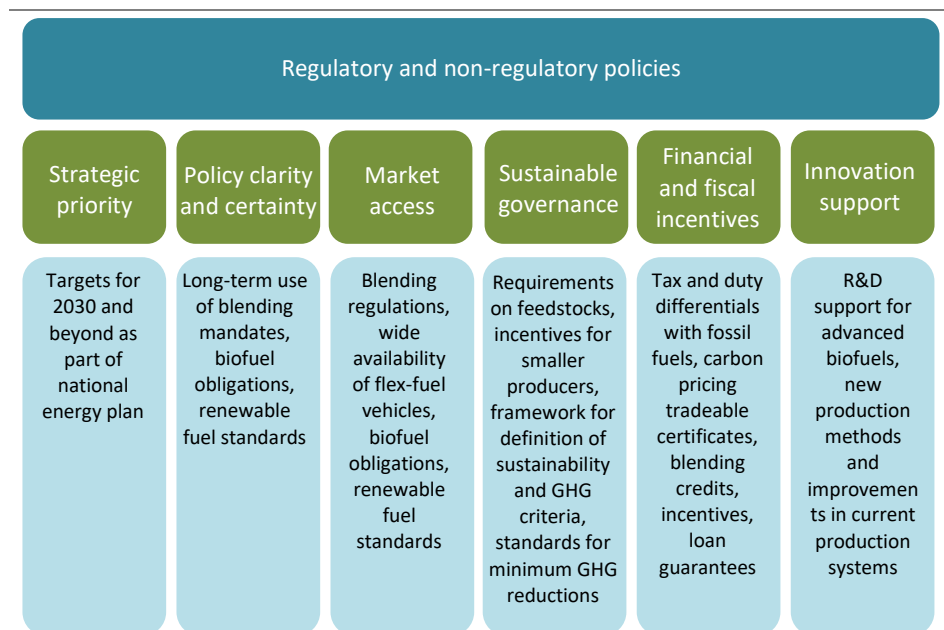 Regulatory and non-regulatory policies
Strategic
priority
Policy clarity
and certainty
Market
access
Sustainable
governance
Financial
and fiscal
incentives
Innovation
support
Targets for
2030 and
beyond as
part of
national
energy plan
Long-term use
of blending
mandates,
biofuel
obligations,
renewable
fuel standards
Blending
regulations,
wide
availability
of flex-fuel
vehicles,
biofuel
obligations,
renewable
fuel
standards
Requirements
on feedstocks,
incentives for
smaller
producers,
framework for
definition of
sustainability
and GHG
criteria,
standards for
minimum GHG
reductions
Tax and duty
differentials
with fossil
fuels, carbon
pricing
tradeable
certificates,
blending
credits,
incentives,
loan
guarantees
R&D
support for
advanced
biofuels,
new
production
methods
and
improvemen
ts in current
production
systems